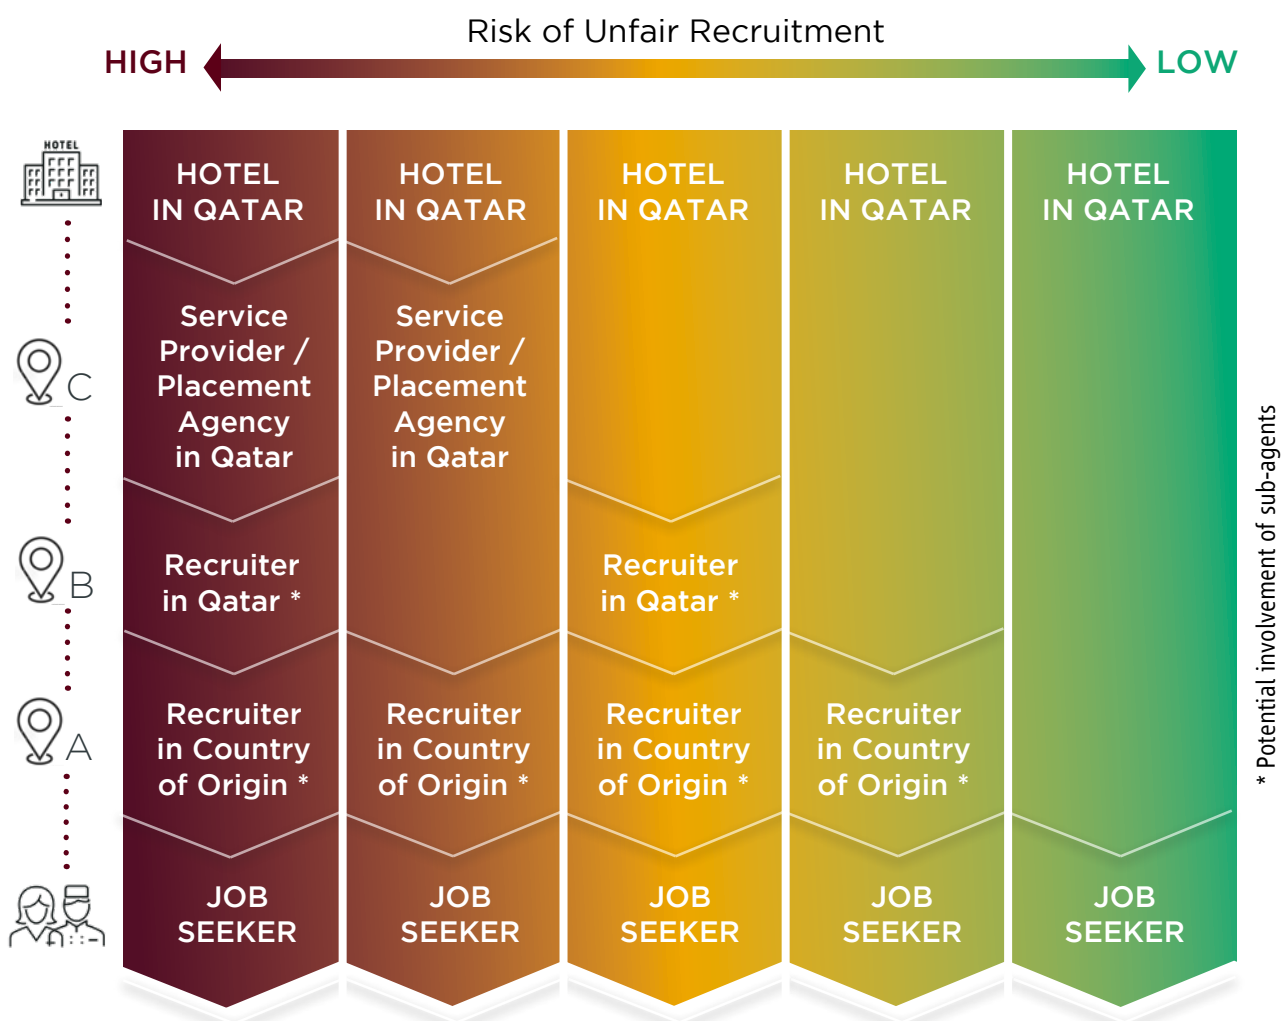 Risk of Unfair Recruitment
HIGH
LOW
HOTEL
HOTEL
IN QATAR
HOTEL
IN QATAR
HOTEL
IN QATAR
HOTEL
IN QATAR
HOTEL
IN QATAR
C
Service
Provider /
Placement
Agency
in Qatar
Service
Provider /
Placement
Agency
in Qatar
B
Recruiter
in Qatar *
Recruiter
in Qatar *
A
Recruiter
in Country
of Origin *
Recruiter
in Country
of Origin *
Recruiter
in Country
of Origin *
Recruiter
in Country
of Origin *
JOB
SEEKER
JOB
SEEKER
JOB
SEEKER
JOB
SEEKER
JOB
SEEKER
* Potential involvement of sub-agents